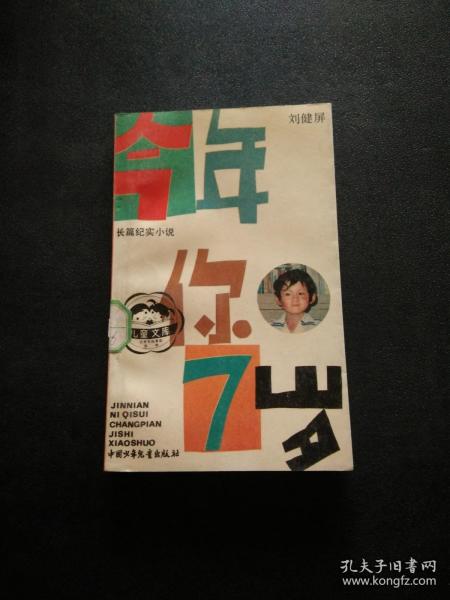 刘健屏
今年
长篇纪实小说
你
儿童文库
7
岁
JINNIAN
NI QISUI
CHANGPIAN
JISHI
XIAOSHUO
中国少年儿童出版社
孔夫子旧书网
www.kongfz.com